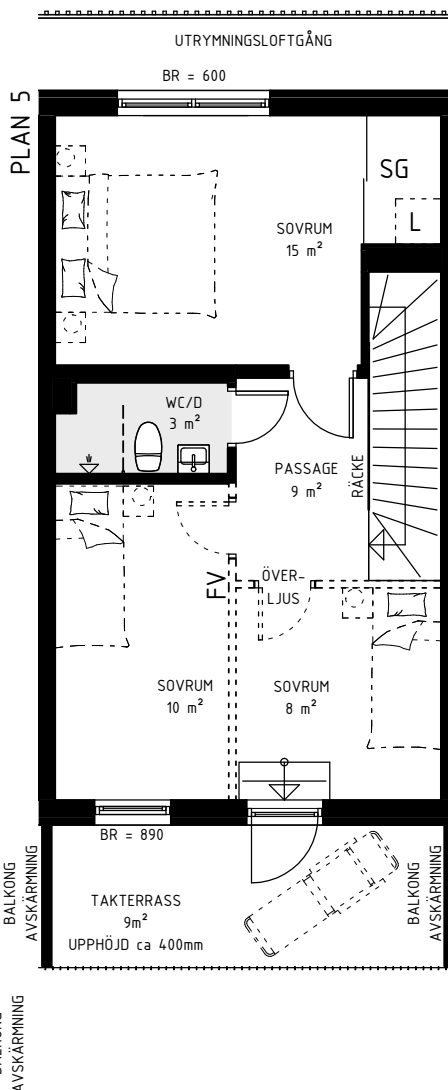 UTRYMNINGSLOFTGÅNG
BR = 600
PLAN 5
SG
L
SOVRUM
15 m²
WC/D
3 m²
PASSAGE
9 m²
RÄCKE
FV
ÖVER-
LJUS
SOVRUM
10 m²
SOVRUM
8 m²
BR = 890
BALKONG
AVSKÄRMNING
TAKTERRASS
9m²
UPPHÖJD ca 400mm
BALKONG
AVSKÄRMNING
BALKONG
AVSKÄRMNING